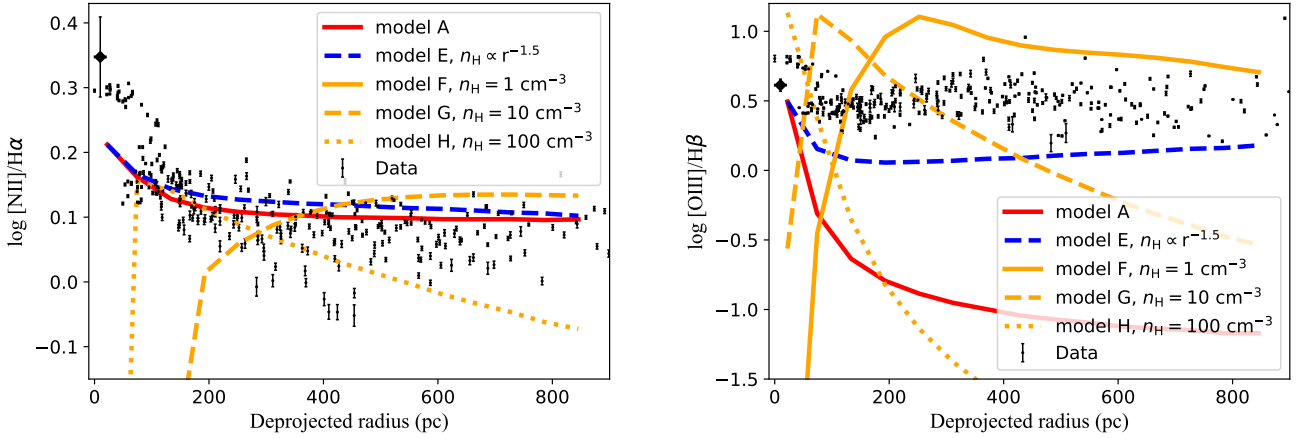 0.4
0.3
0.2
0.1
0.0
−0.1
log [NII]/Hα
model A
model E, n_H ∝ r^−1.5
model F, n_H = 1 cm^−3
model G, n_H = 10 cm^−3
model H, n_H = 100 cm^−3
Data
0 200 400 600 800
Deprojected radius (pc)
1.0
0.5
0.0
−0.5
−1.0
−1.5
log [OIII]/Hβ
model A
model E, n_H ∝ r^−1.5
model F, n_H = 1 cm^−3
model G, n_H = 10 cm^−3
model H, n_H = 100 cm^−3
Data
0 200 400 600 800
Deprojected radius (pc)